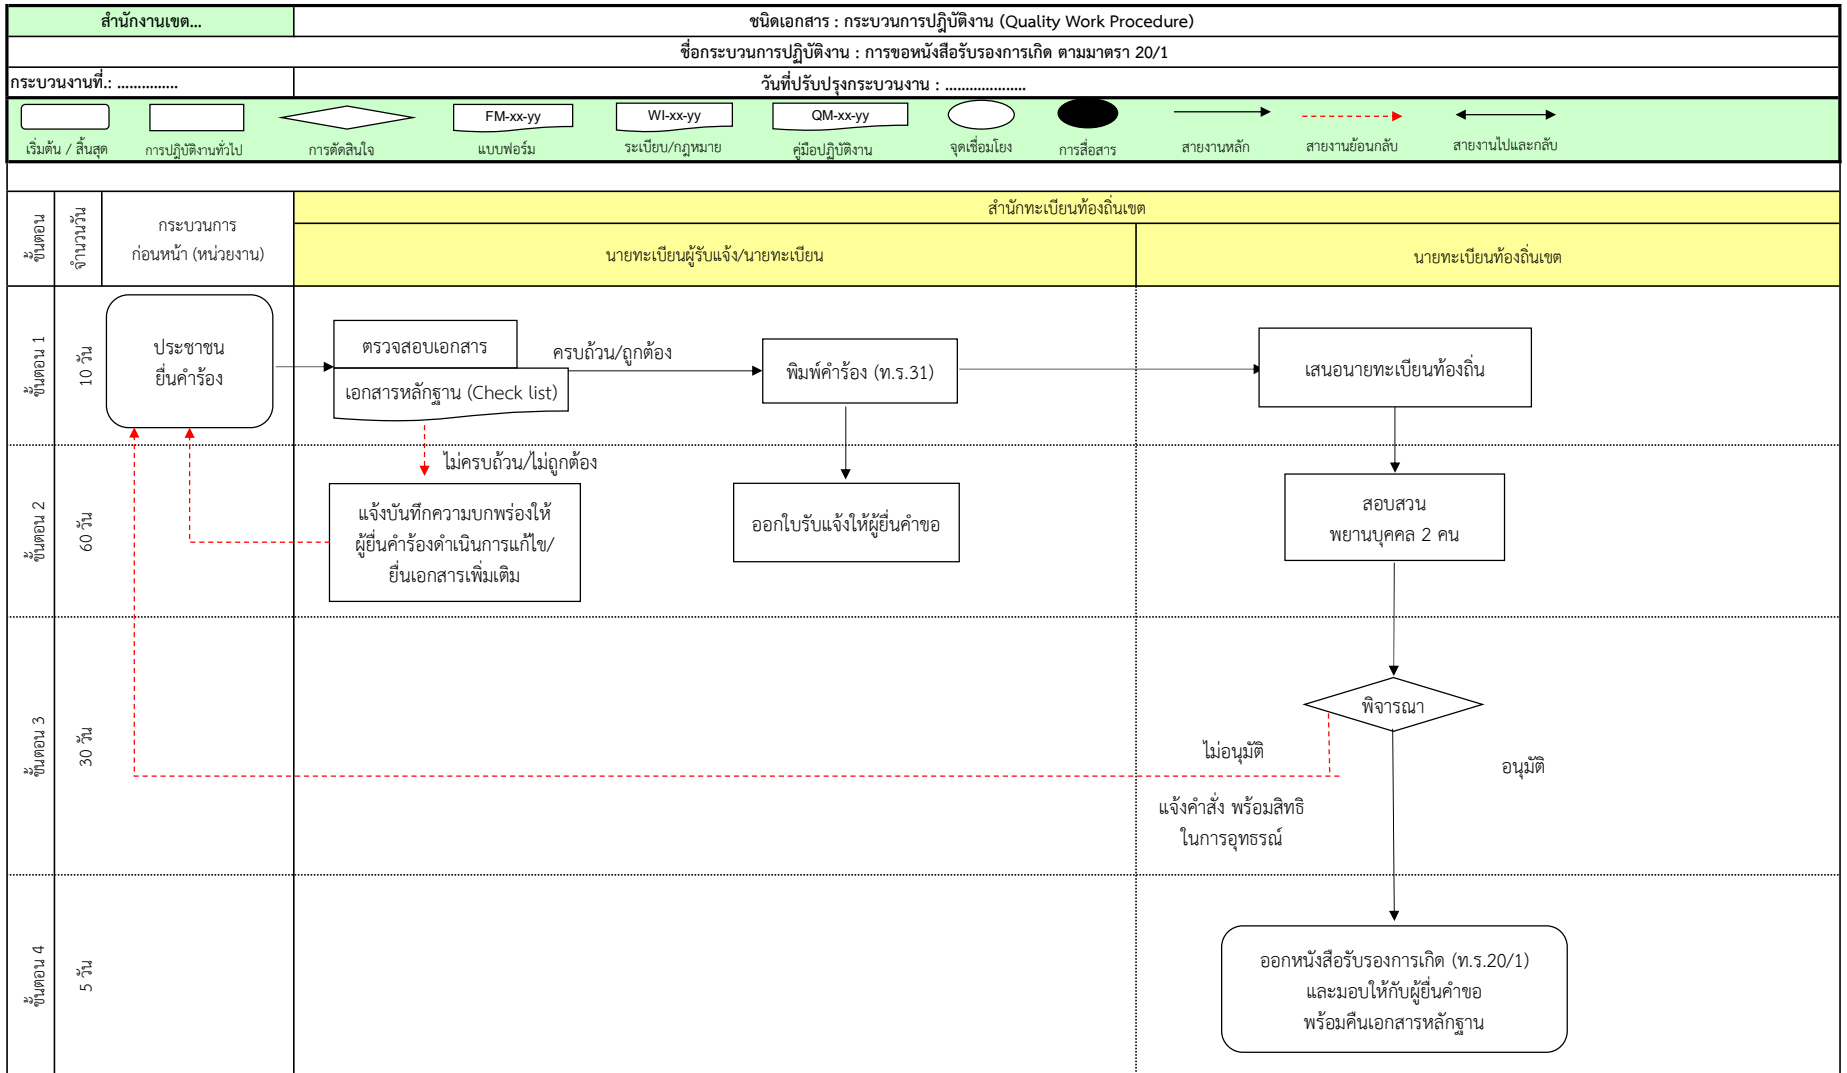 สำนักงานเขต...
ชนิดเอกสาร : กระบวนการปฎิบัติงาน (Quality Work Procedure)
ชื่อกระบวนการปฏิบัติงาน : การขอหนังสือรับรองการเกิด ตามมาตรา 20/1
กระบวนงานที่.: ...............
วันที่ปรับปรุงกระบวนงาน : ....................
FM-xx-yy
WI-xx-yy
QM-xx-yy
เริ่มต้น / สิ้นสุด
การปฏิบัติงานทั่วไป
การตัดสินใจ
แบบฟอร์ม
ระเบียบ/กฎหมาย
คู่มือปฏิบัติงาน
จุดเชื่อมโยง
การสื่อสาร
สายงานหลัก
สายงานย้อนกลับ
สายงานไปและกลับ
ขั้นตอน
จำนวนวัน
กระบวนการ
ก่อนหน้า (หน่วยงาน)
สำนักทะเบียนท้องถิ่นเขต
นายทะเบียนผู้รับแจ้ง/นายทะเบียน
นายทะเบียนท้องถิ่นเขต
ขั้นตอน 1
10 วัน
ประชาชน
ยื่นคำร้อง
ตรวจสอบเอกสาร
เอกสารหลักฐาน (Check list)
ครบถ้วน/ถูกต้อง
พิมพ์คำร้อง (ท.ร.31)
เสนอนายทะเบียนท้องถิ่น
ไม่ครบถ้วน/ไม่ถูกต้อง
ขั้นตอน 2
60 วัน
แจ้งบันทึกความบกพร่องให้
ผู้ยื่นคำร้องดำเนินการแก้ไข/
ยื่นเอกสารเพิ่มเติม
ออกใบรับแจ้งให้ผู้ยื่นคำขอ
สอบสวน
พยานบุคคล 2 คน
ขั้นตอน 3
30 วัน
พิจารณา
ไม่อนุมัติ
อนุมัติ
แจ้งคำสั่ง พร้อมสิทธิ
ในการอุทธรณ์
ขั้นตอน 4
5 วัน
ออกหนังสือรับรองการเกิด (ท.ร.20/1)
และมอบให้กับผู้ยื่นคำขอ
พร้อมคืนเอกสารหลักฐาน